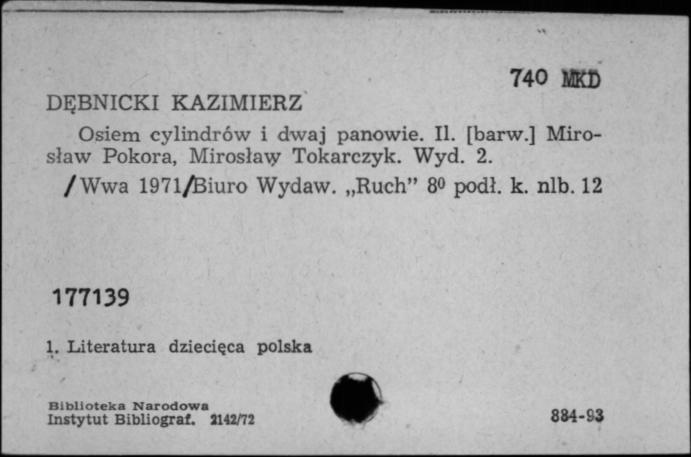 740 MKD
DĘBNICKI KAZIMIERZ
Osiem cylindrów i dwaj panowie. Il. [barw.] Miro-
sław Pokora, Mirosław Tokarczyk. Wyd. 2.
/Wwa 1971/Biuro Wydaw. „Ruch” 8º podł. k. nlb. 12
177139
1. Literatura dziecięca polska
Biblioteka Narodowa
Instytut Bibliograf. 2142/72
884-93